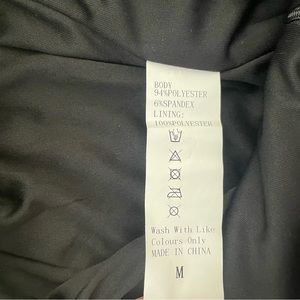 BODY
94%POLYESTER
6%SPANDEX
LINING:
100%POLYESTER
Wash With Like
Colours Only
MADE IN CHINA
M